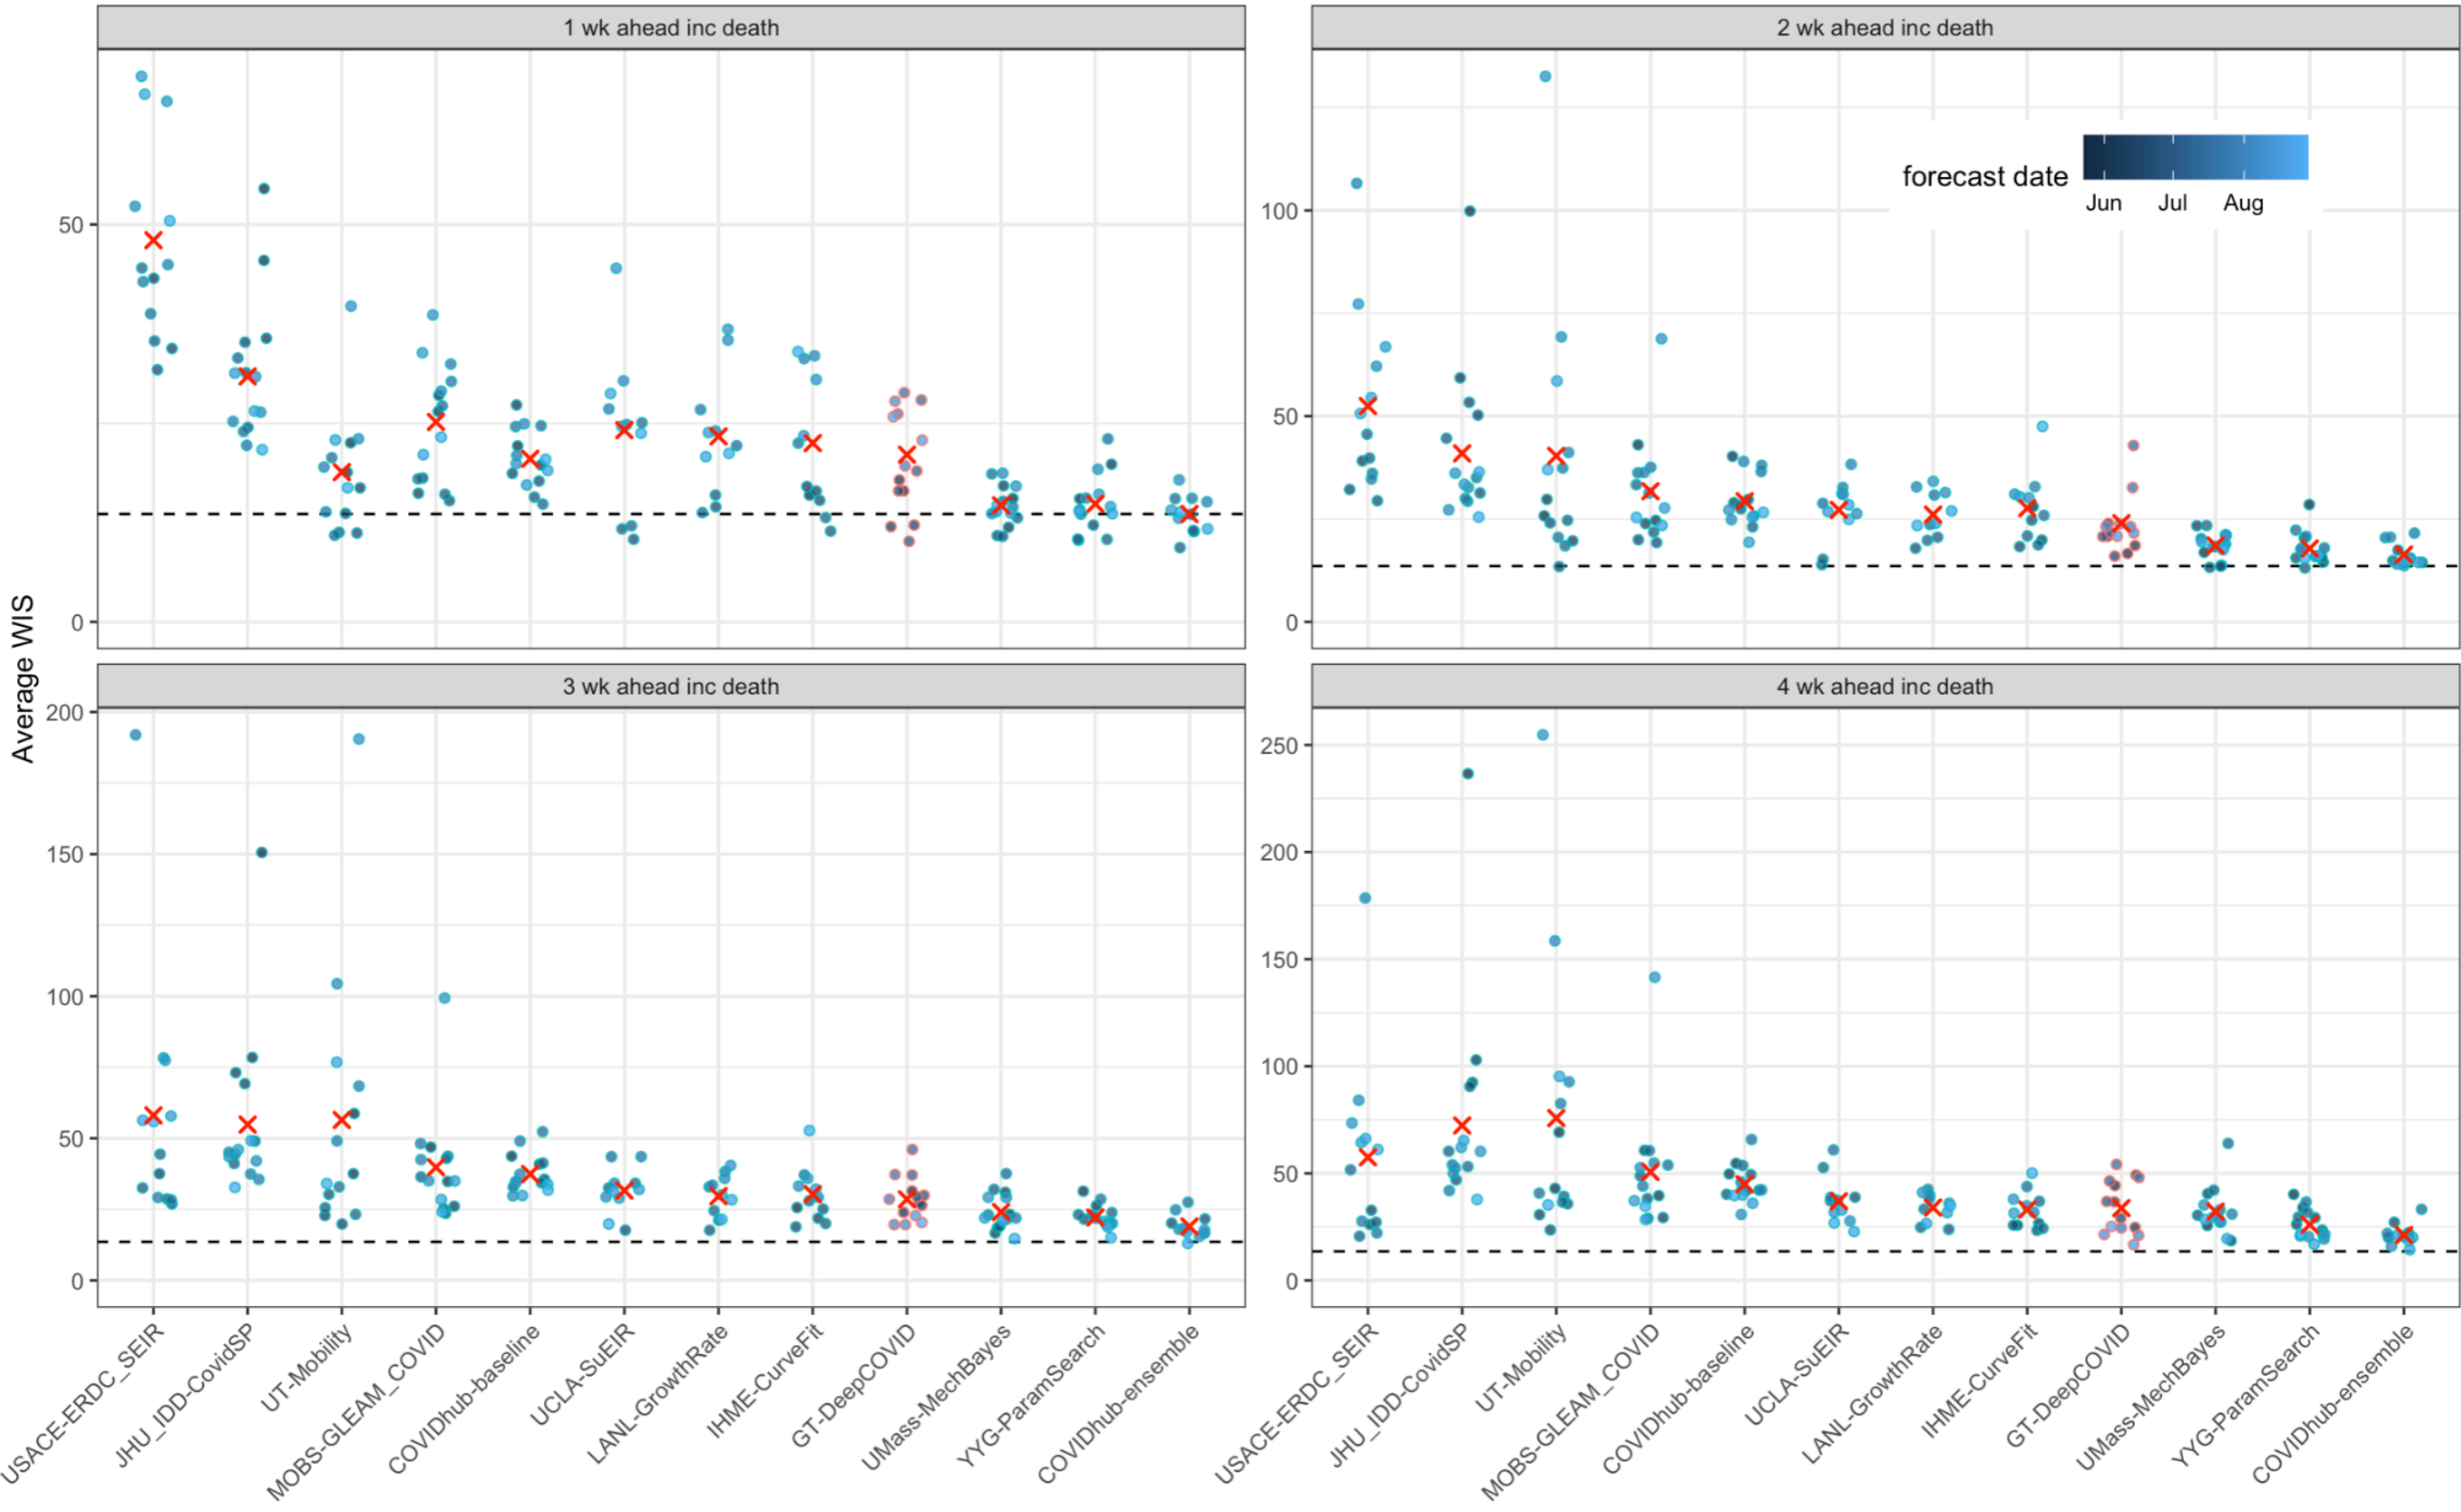 1 wk ahead inc death
2 wk ahead inc death
50
0
100
50
0
forecast date
Jun
Jul
Aug
Average WIS
3 wk ahead inc death
4 wk ahead inc death
200
150
100
50
0
250
200
150
100
50
0
USACE-ERDC_SEIR
JHU_IDD-CovidSP
UT-Mobility
MOBS-GLEAM_COVID
COVIDhub-baseline
UCLA-SuEIR
LANL-GrowthRate
IHME-CurveFit
GT-DeepCOVID
UMass-MechBayes
YYG-ParamSearch
COVIDhub-ensemble
USACE-ERDC_SEIR
JHU_IDD-CovidSP
UT-Mobility
MOBS-GLEAM_COVID
COVIDhub-baseline
UCLA-SuEIR
LANL-GrowthRate
IHME-CurveFit
GT-DeepCOVID
UMass-MechBayes
YYG-ParamSearch
COVIDhub-ensemble